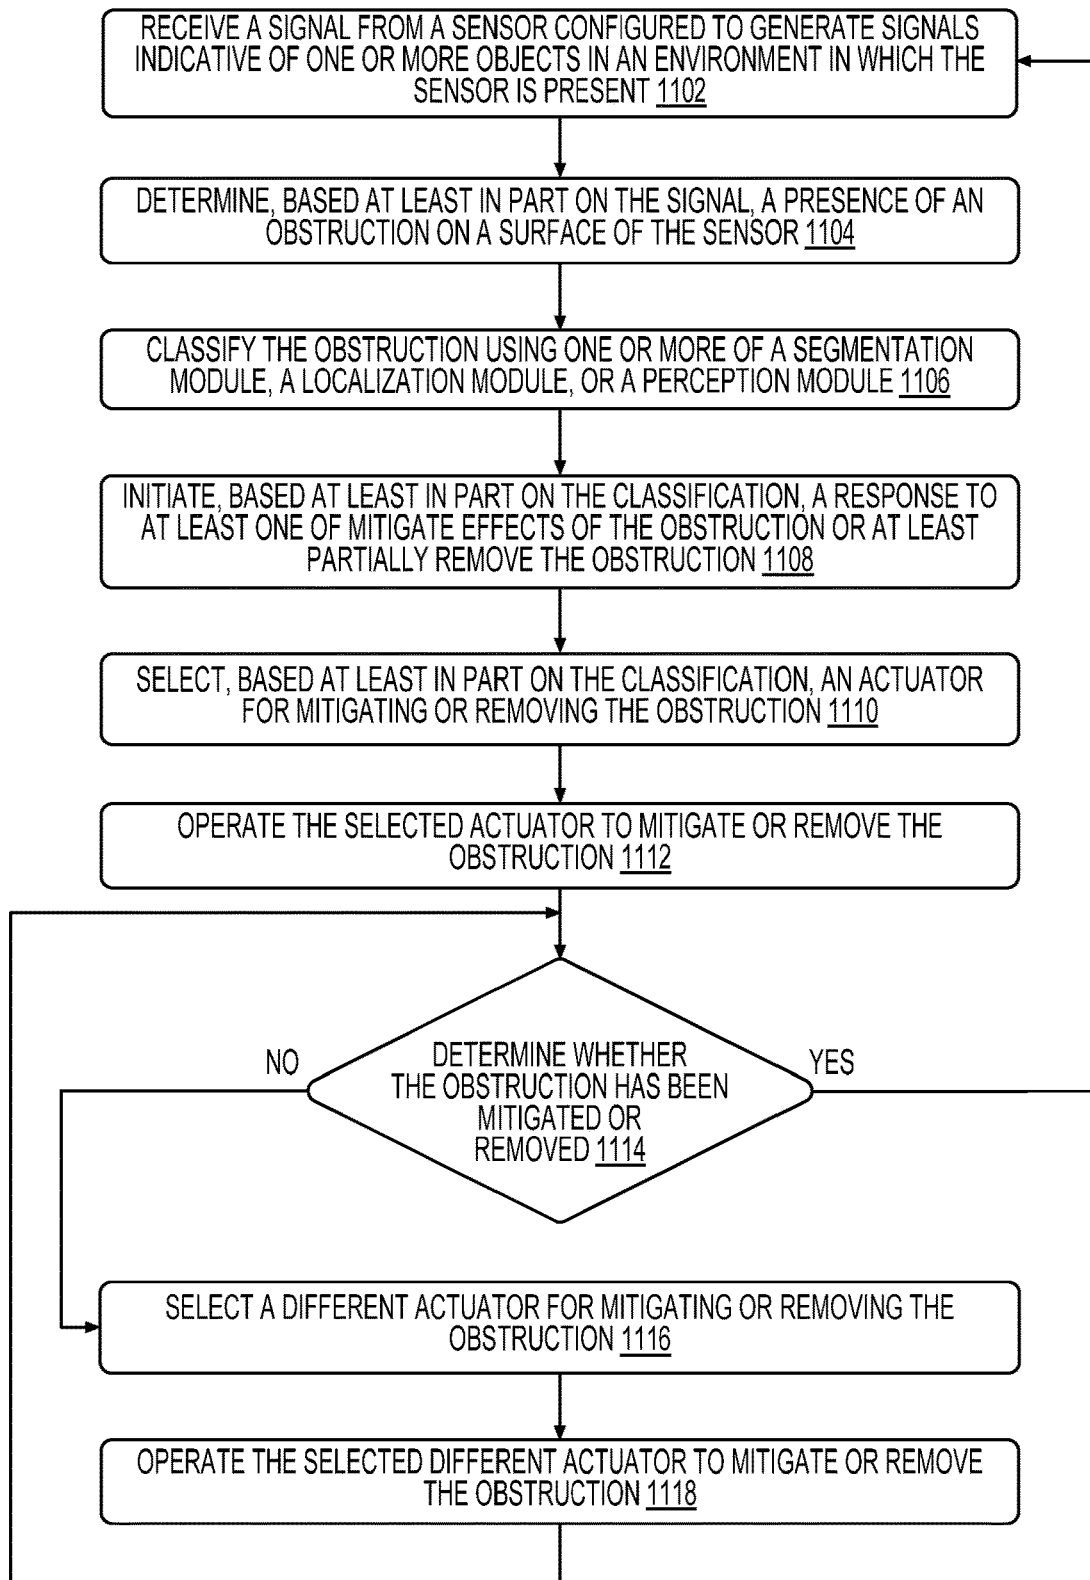 RECEIVE A SIGNAL FROM A SENSOR CONFIGURED TO GENERATE SIGNALS
INDICATIVE OF ONE OR MORE OBJECTS IN AN ENVIRONMENT IN WHICH THE
SENSOR IS PRESENT 1102
DETERMINE, BASED AT LEAST IN PART ON THE SIGNAL, A PRESENCE OF AN
OBSTRUCTION ON A SURFACE OF THE SENSOR 1104
CLASSIFY THE OBSTRUCTION USING ONE OR MORE OF A SEGMENTATION
MODULE, A LOCALIZATION MODULE, OR A PERCEPTION MODULE 1106
INITIATE, BASED AT LEAST IN PART ON THE CLASSIFICATION, A RESPONSE TO
AT LEAST ONE OF MITIGATE EFFECTS OF THE OBSTRUCTION OR AT LEAST
PARTIALLY REMOVE THE OBSTRUCTION 1108
SELECT, BASED AT LEAST IN PART ON THE CLASSIFICATION, AN ACTUATOR
FOR MITIGATING OR REMOVING THE OBSTRUCTION 1110
OPERATE THE SELECTED ACTUATOR TO MITIGATE OR REMOVE THE
OBSTRUCTION 1112
NO
YES
DETERMINE WHETHER
THE OBSTRUCTION HAS BEEN
MITIGATED OR
REMOVED 1114
SELECT A DIFFERENT ACTUATOR FOR MITIGATING OR REMOVING THE
OBSTRUCTION 1116
OPERATE THE SELECTED DIFFERENT ACTUATOR TO MITIGATE OR REMOVE
THE OBSTRUCTION 1118